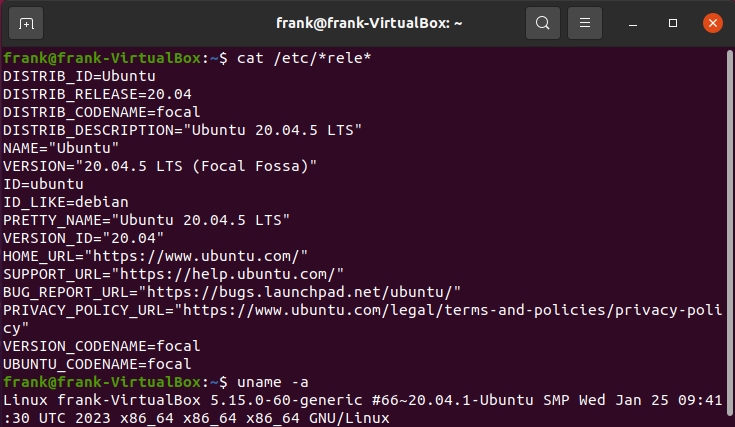 frank@frank-VirtualBox: ~
frank@frank-VirtualBox:~$ cat /etc/*rele*
DISTRIB_ID=Ubuntu
DISTRIB_RELEASE=20.04
DISTRIB_CODENAME=focal
DISTRIB_DESCRIPTION="Ubuntu 20.04.5 LTS"
NAME="Ubuntu"
VERSION="20.04.5 LTS (Focal Fossa)"
ID=ubuntu
ID_LIKE=debian
PRETTY_NAME="Ubuntu 20.04.5 LTS"
VERSION_ID="20.04"
HOME_URL="https://www.ubuntu.com/"
SUPPORT_URL="https://help.ubuntu.com/"
BUG_REPORT_URL="https://bugs.launchpad.net/ubuntu/"
PRIVACY_POLICY_URL="https://www.ubuntu.com/legal/terms-and-policies/privacy-poli
cy"
VERSION_CODENAME=focal
UBUNTU_CODENAME=focal
frank@frank-VirtualBox:~$ uname -a
Linux frank-VirtualBox 5.15.0-60-generic #66~20.04.1-Ubuntu SMP Wed Jan 25 09:41
:30 UTC 2023 x86_64 x86_64 x86_64 GNU/Linux